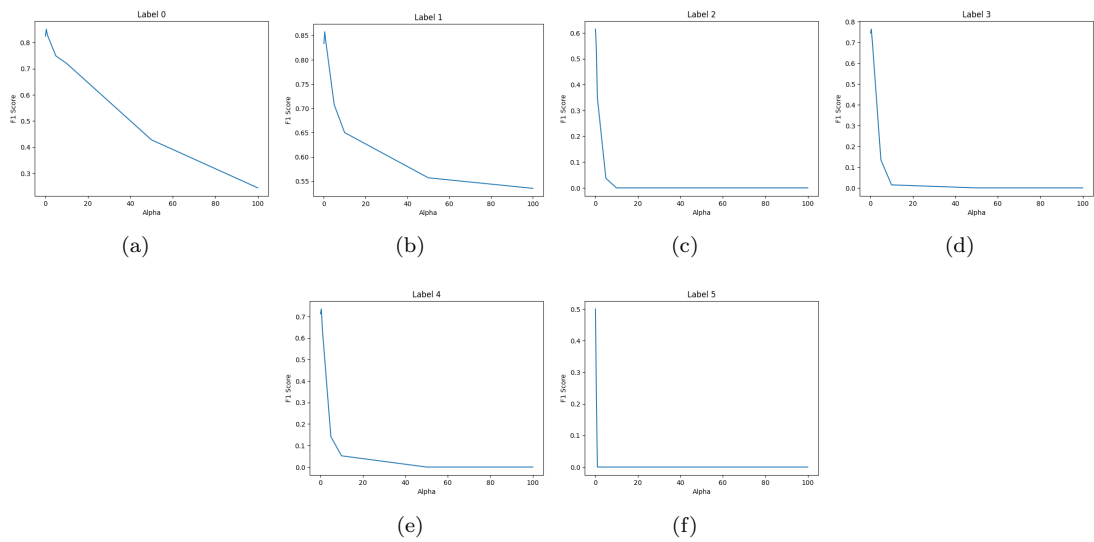 Label 0
0.8
0.7
0.6
0.5
0.4
0.3
F1 Score
0 20 40 60 80 100
Alpha
(a)
Label 1
0.85
0.80
0.75
0.70
0.65
0.60
0.55
F1 Score
0 20 40 60 80 100
Alpha
(b)
Label 2
0.6
0.5
0.4
0.3
0.2
0.1
0.0
F1 Score
0 20 40 60 80 100
Alpha
(c)
Label 3
0.8
0.7
0.6
0.5
0.4
0.3
0.2
0.1
0.0
F1 Score
0 20 40 60 80 100
Alpha
(d)
Label 4
0.7
0.6
0.5
0.4
0.3
0.2
0.1
0.0
F1 Score
0 20 40 60 80 100
Alpha
(e)
Label 5
0.5
0.4
0.3
0.2
0.1
0.0
F1 Score
0 20 40 60 80 100
Alpha
(f)